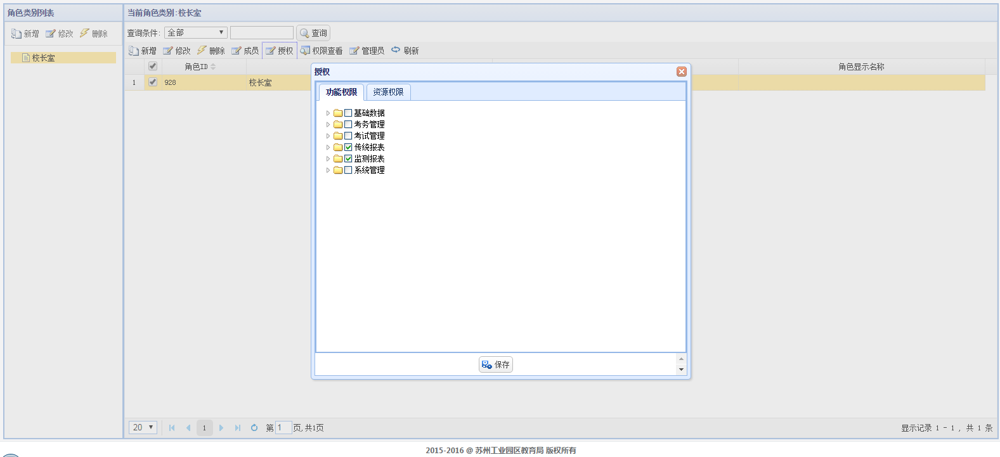 角色类别列表
新增 修改 删除
校长室
当前角色类别:校长室
查询条件: 全部 查询
新增 修改 删除 成员 授权 权限查看 管理员 刷新
角色ID 角色显示名称
1 928 校长室
授权
功能权限 资源权限
基础数据
考务管理
考试管理
传统报表
监测报表
系统管理
保存
20 1 第 1 页,共1页
显示记录 1 - 1 , 共 1 条
2015-2016 @ 苏州工业园区教育局 版权所有